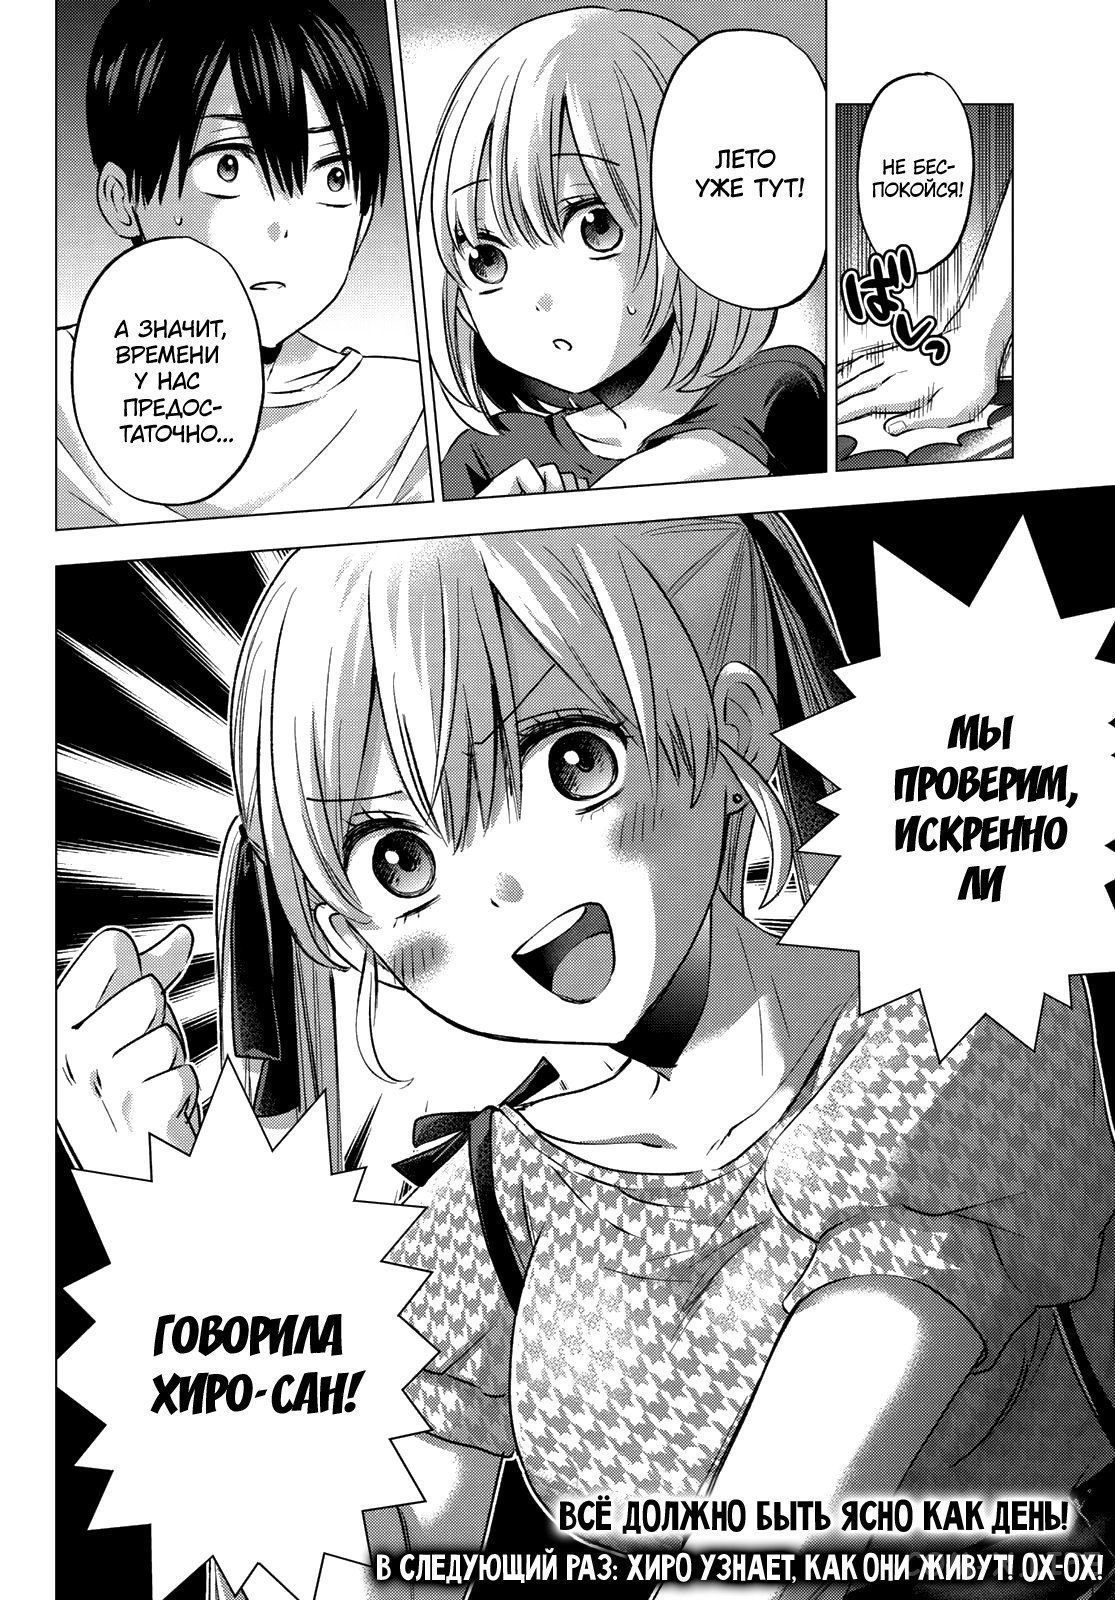 НЕ БЕС-
ПОКОЙСЯ!
ばしっ
ЛЕТО
УЖЕ ТУТ!
А ЗНАЧИТ,
ВРЕМЕНИ
У НАС
ПРЕДОС-
ТАТОЧНО...
МЫ
ПРОВЕРИМ,
ИСКРЕННО
ЛИ
ГОВОРИЛА
ХИРО-САН!
ВСЁ ДОЛЖНО БЫТЬ ЯСНО КАК ДЕНЬ!
В СЛЕДУЮЩИЙ РАЗ: ХИРО УЗНАЕТ, КАК ОНИ ЖИВУТ! ОХ-ОХ!